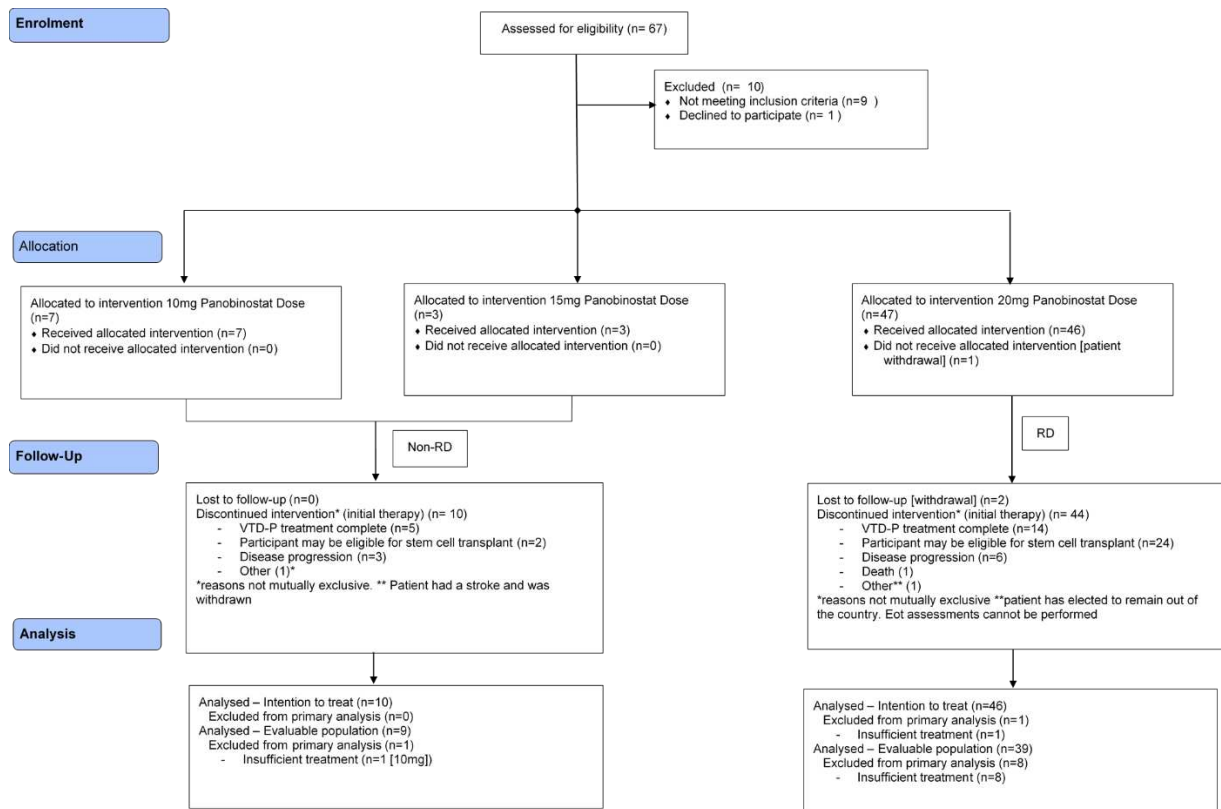 Enrolment
Assessed for eligibility (n= 67)
Excluded (n= 10)
♦ Not meeting inclusion criteria (n=9 )
♦ Declined to participate (n= 1 )
Allocation
Allocated to intervention 10mg Panobinostat Dose
(n=7)
♦ Received allocated intervention (n=7)
♦ Did not receive allocated intervention (n=0)
Allocated to intervention 15mg Panobinostat Dose
(n=3)
♦ Received allocated intervention (n=3)
♦ Did not receive allocated intervention (n=0)
Allocated to intervention 20mg Panobinostat Dose
(n=47)
♦ Received allocated intervention (n=46)
♦ Did not receive allocated intervention [patient
withdrawal] (n=1)
Non-RD
RD
Follow-Up
Lost to follow-up (n=0)
Discontinued intervention* (initial therapy) (n= 10)
- VTD-P treatment complete (n=5)
- Participant may be eligible for stem cell transplant (n=2)
- Disease progression (n=3)
- Other (1)*
*reasons not mutually exclusive. ** Patient had a stroke and was
withdrawn
Lost to follow-up [withdrawal] (n=2)
Discontinued intervention* (initial therapy) (n= 44)
- VTD-P treatment complete (n=14)
- Participant may be eligible for stem cell transplant (n=24)
- Disease progression (n=6)
- Death (1)
- Other** (1)
*reasons not mutually exclusive **patient has elected to remain out of
the country. Eot assessments cannot be performed
Analysis
Analysed – Intention to treat (n=10)
Excluded from primary analysis (n=0)
Analysed – Evaluable population (n=9)
Excluded from primary analysis (n=1)
- Insufficient treatment (n=1 [10mg])
Analysed – Intention to treat (n=46)
Excluded from primary analysis (n=1)
- Insufficient treatment (n=1)
Analysed – Evaluable population (n=39)
Excluded from primary analysis (n=8)
- Insufficient treatment (n=8)